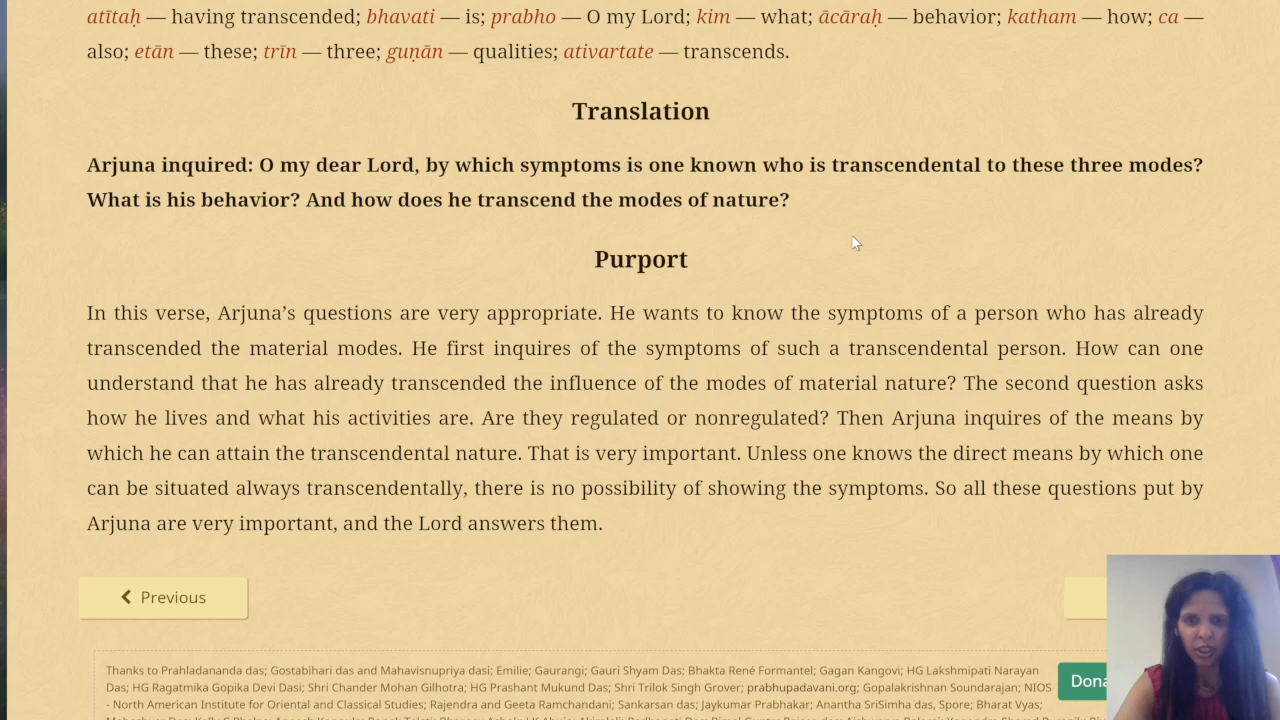 atītaḥ — having transcended; bhavati — is; prabho — O my Lord; kim — what; ācāraḥ — behavior; katham — how; ca —
also; etān — these; trīn — three; guṇān — qualities; ativartate — transcends.
Translation
Arjuna inquired: O my dear Lord, by which symptoms is one known who is transcendental to these three modes?
What is his behavior? And how does he transcend the modes of nature?
Purport
In this verse, Arjuna’s questions are very appropriate. He wants to know the symptoms of a person who has already
transcended the material modes. He first inquires of the symptoms of such a transcendental person. How can one
understand that he has already transcended the influence of the modes of material nature? The second question asks
how he lives and what his activities are. Are they regulated or nonregulated? Then Arjuna inquires of the means by
which he can attain the transcendental nature. That is very important. Unless one knows the direct means by which one
can be situated always transcendentally, there is no possibility of showing the symptoms. So all these questions put by
Arjuna are very important, and the Lord answers them.
Previous
Thanks to Prahladananda das; Gostabihari das and Mahavisnupriya dasi; Emilie; Gaurangi; Gauri Shyam Das; Bhakta René Formantel; Gagan Kangovi; HG Lakshmipati Narayan
Das; HG Ragatmika Gopika Devi Dasi; Shri Chander Mohan Gilhotra; HG Prashant Mukund Das; Shri Trilok Singh Grover; prabhupadavani.org; Gopalakrishnan Soundarajan; NIOS
- North American Institute for Oriental and Classical Studies; Rajendra and Geeta Ramchandani; Sankarsan das; Jaykumar Prabhakar; Anantha SriSimha das, Spore; Bharat Vyas;
Dona